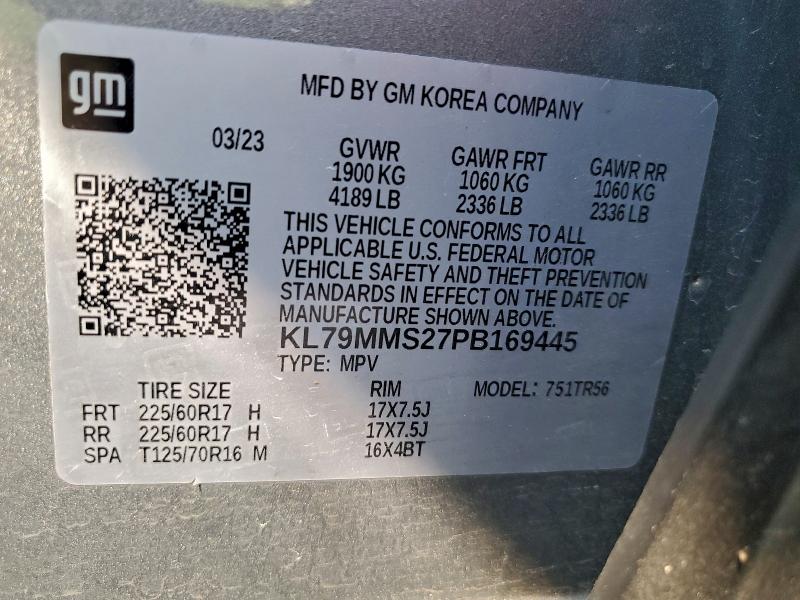 gm
MFD BY GM KOREA COMPANY
03/23
GVWR GAWR FRT GAWR RR
1900 KG 1060 KG 1060 KG
4189 LB 2336 LB 2336 LB
THIS VEHICLE CONFORMS TO ALL
APPLICABLE U.S. FEDERAL MOTOR
VEHICLE SAFETY AND THEFT PREVENTION
STANDARDS IN EFFECT ON THE DATE OF
MANUFACTURE SHOWN ABOVE.
KL79MMS27PB169445
TYPE: MPV
TIRE SIZE RIM MODEL: 751TR56
FRT 225/60R17 H 17X7.5J
RR 225/60R17 H 17X7.5J
SPA T125/70R16 M 16X4BT